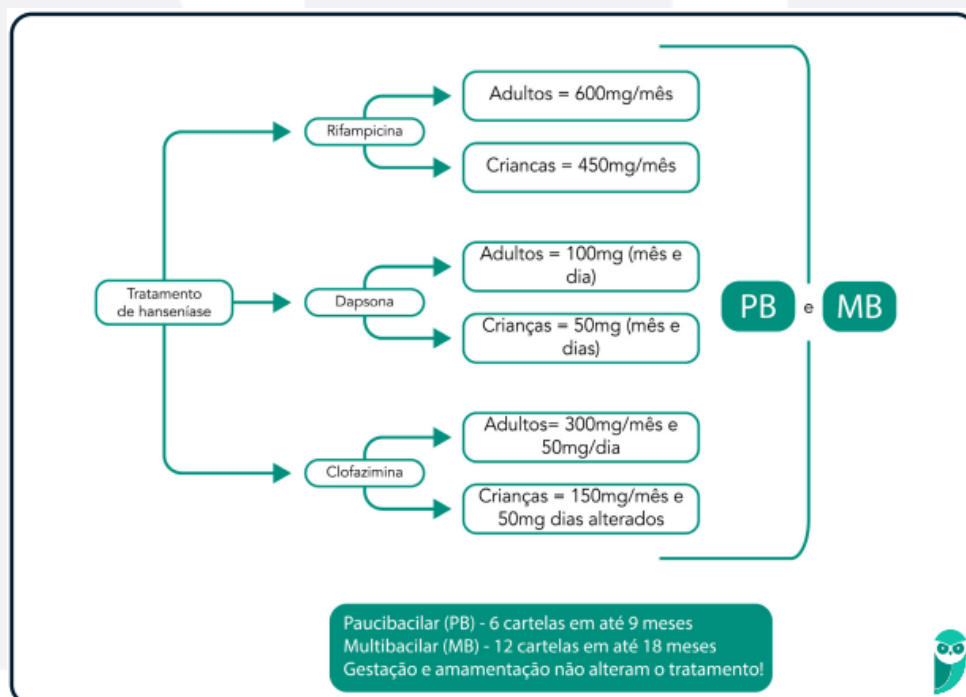 Tratamento
de hanseníase
Rifampicina
Adultos = 600mg/mês
Criancas = 450mg/mês
Dapsona
Adultos = 100mg (mês e
dia)
Crianças = 50mg (mês e
dias)
Clofazimina
Adultos= 300mg/mês e
50mg/dia
Crianças = 150mg/mês e
50mg dias alterados
PB e MB
Paucibacilar (PB) - 6 cartelas em até 9 meses
Multibacilar (MB) - 12 cartelas em até 18 meses
Gestação e amamentação não alteram o tratamento!